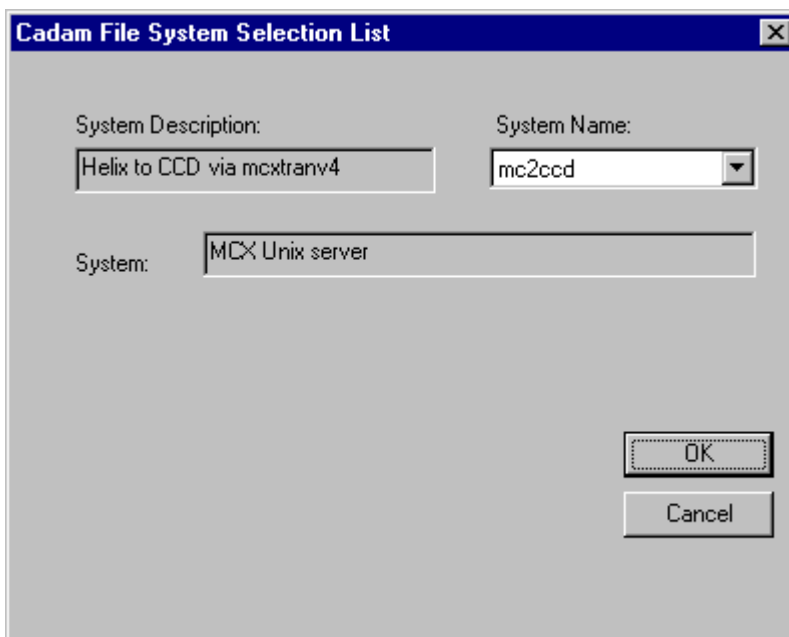 Cadam File System Selection List
System Description:
System Name:
Helix to CCD via mcxtranv4
mc2ccd
System:
MCX Unix server
OK
Cancel